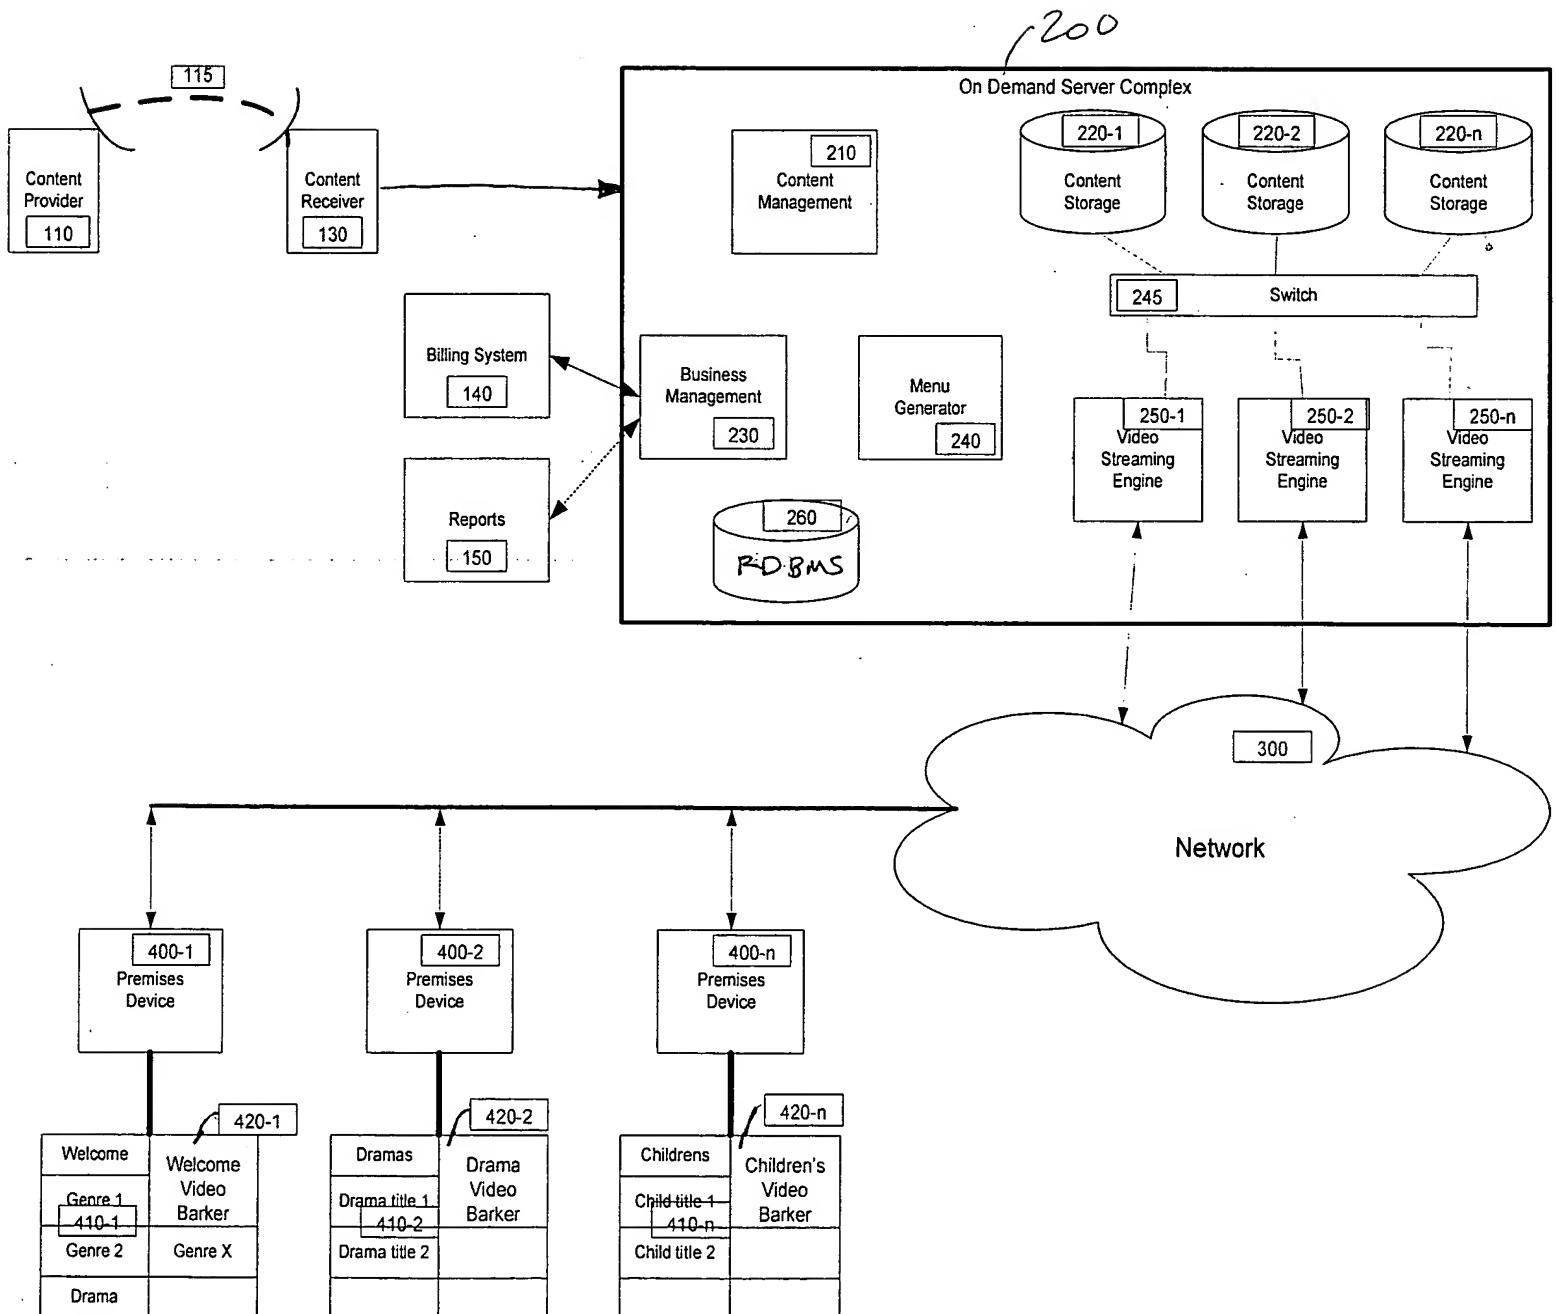 200
115
On Demand Server Complex
Content
Provider
110
Content
Receiver
130
210
Content
Management
220-1
Content
Storage
220-2
Content
Storage
220-n
Content
Storage
245
Switch
Billing System
140
Business
Management
230
Menu
Generator
240
250-1
Video
Streaming
Engine
250-2
Video
Streaming
Engine
250-n
Video
Streaming
Engine
Reports
150
260
RDBMS
300
Network
400-1
Premises
Device
400-2
Premises
Device
400-n
Premises
Device
420-1
420-2
420-n
Welcome
Welcome
Video
Barker
Genre 1
410-1
Genre 2
Genre X
Drama
Dramas
Drama
Video
Barker
Drama title 1
410-2
Drama title 2
Childrens
Children's
Video
Barker
Child title 1
410-n
Child title 2